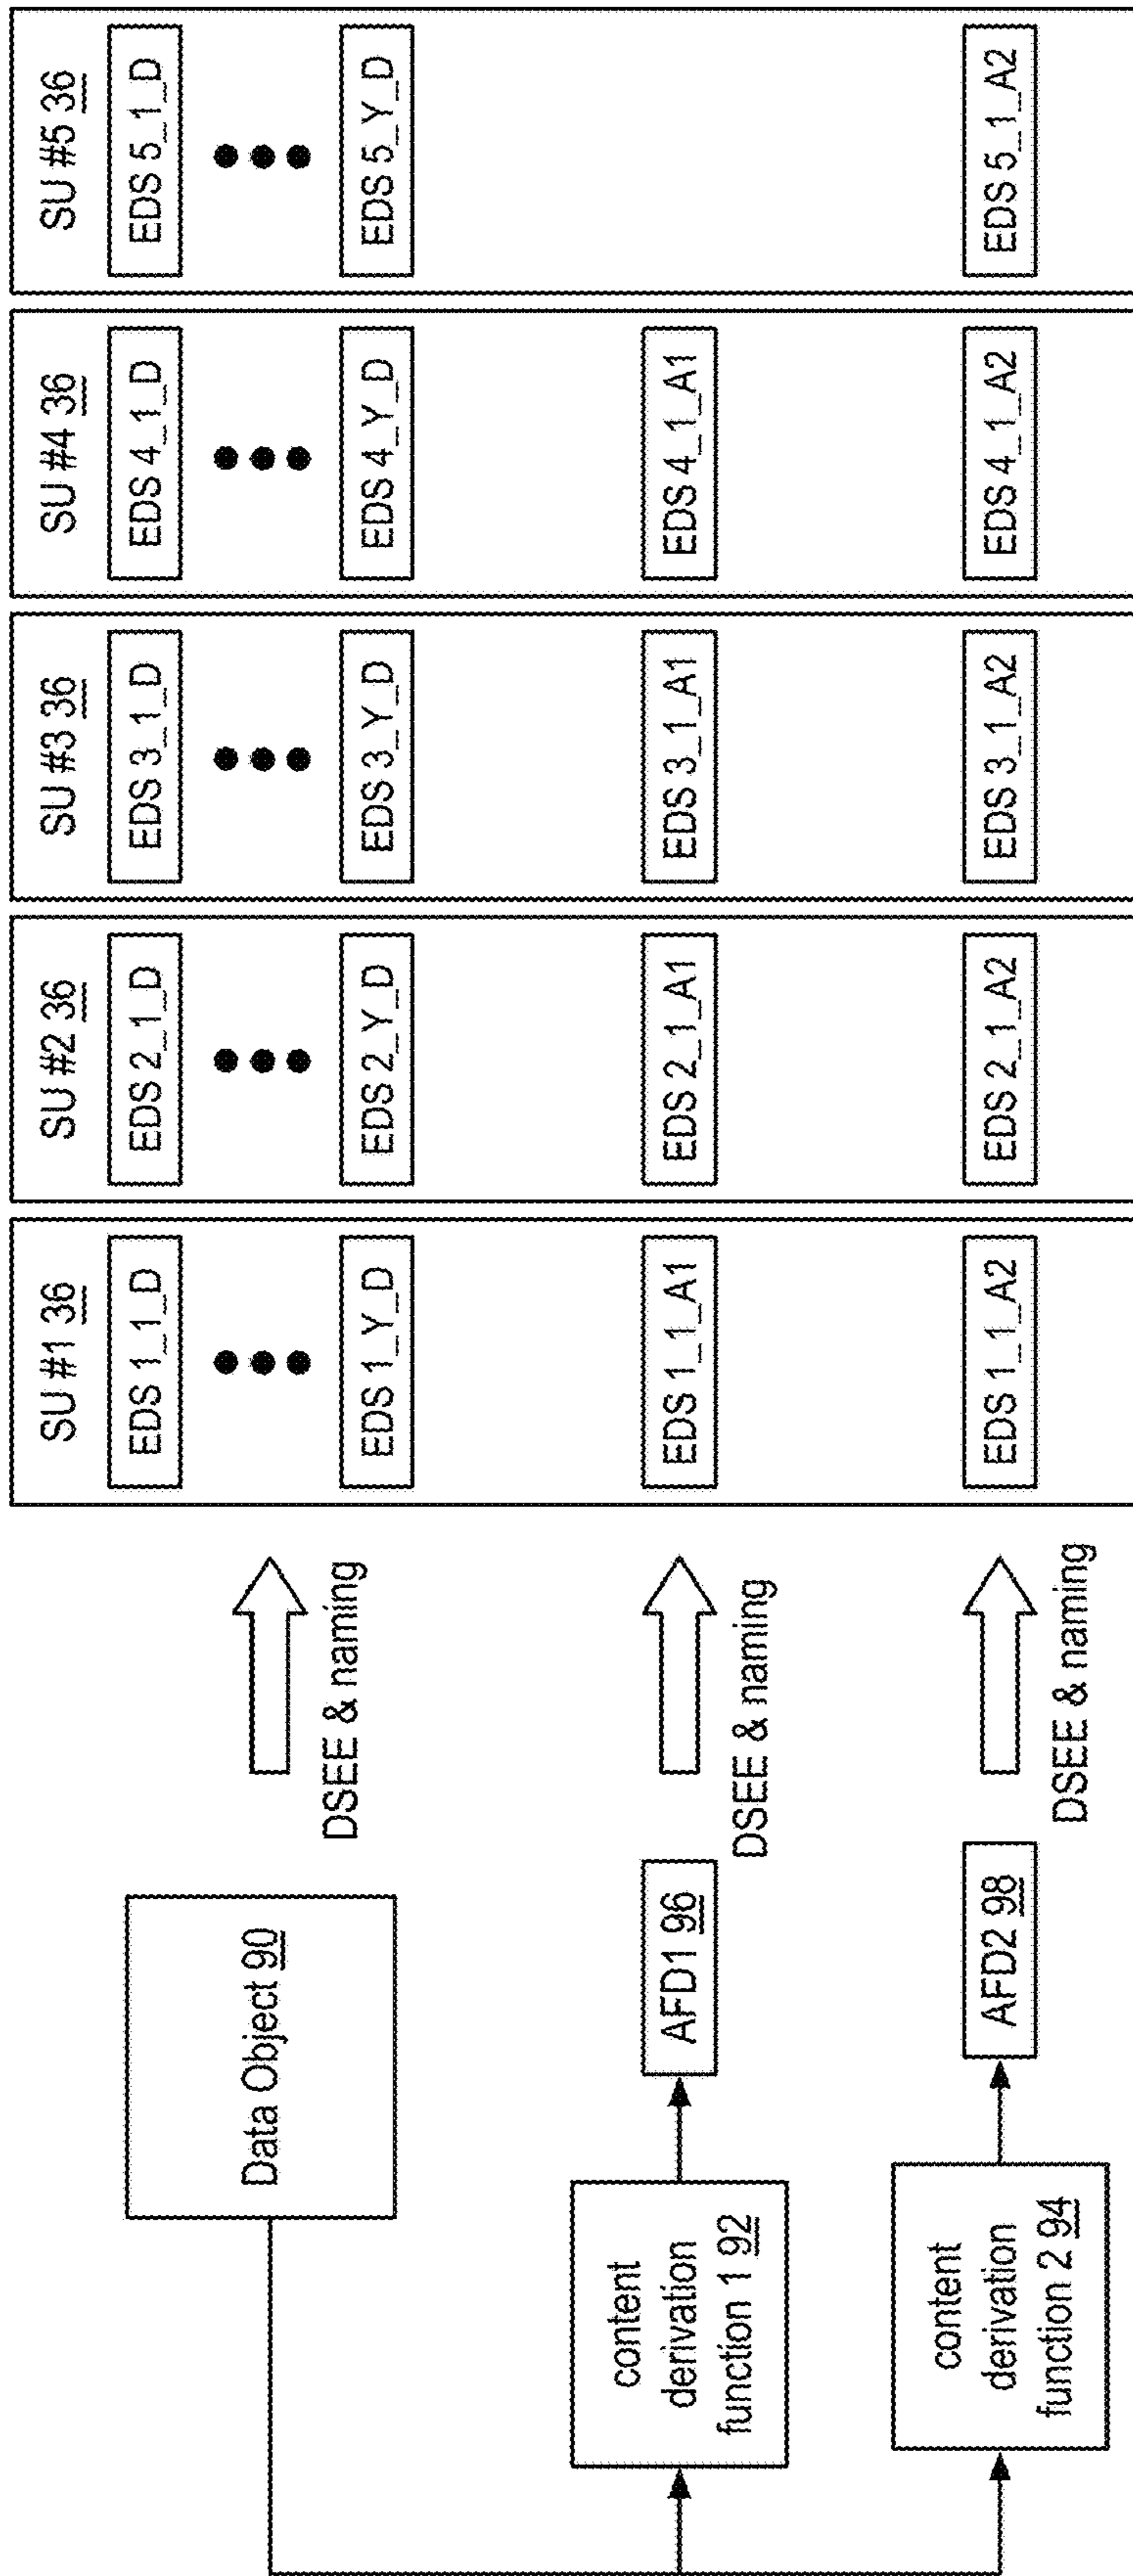 Data Object 90
DSEE & naming
SU #1 36
EDS 1_1_D
EDS 1_Y_D
SU #2 36
EDS 2_1_D
EDS 2_Y_D
SU #3 36
EDS 3_1_D
EDS 3_Y_D
SU #4 36
EDS 4_1_D
EDS 4_Y_D
SU #5 36
EDS 5_1_D
EDS 5_Y_D
content
derivation
function 1 92
AFD1 96
DSEE & naming
EDS 1_1_A1
EDS 2_1_A1
EDS 3_1_A1
EDS 4_1_A1
content
derivation
function 2 94
AFD2 98
DSEE & naming
EDS 1_1_A2
EDS 2_1_A2
EDS 3_1_A2
EDS 4_1_A2
EDS 5_1_A2